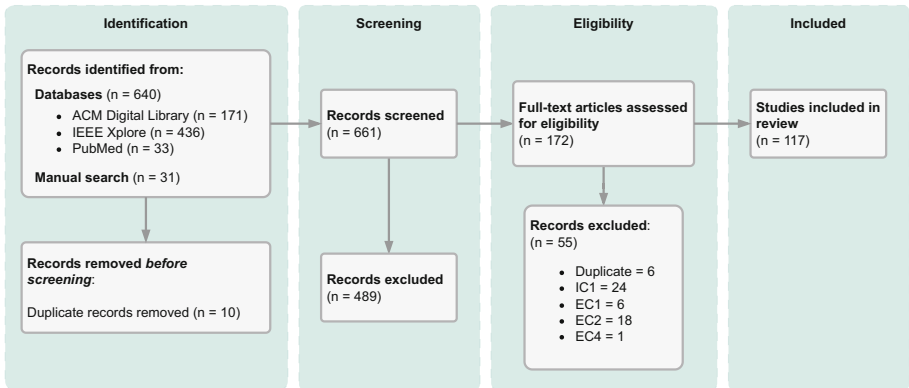 Identification
Records identified from:
Databases (n = 640)
• ACM Digital Library (n = 171)
• IEEE Xplore (n = 436)
• PubMed (n = 33)
Manual search (n = 31)
Records removed before
screening:
Duplicate records removed (n = 10)
Screening
Records screened
(n = 661)
Records excluded
(n = 489)
Eligibility
Full-text articles assessed
for eligibility
(n = 172)
Records excluded:
(n = 55)
• Duplicate = 6
• IC1 = 24
• EC1 = 6
• EC2 = 18
• EC4 = 1
Included
Studies included in
review
(n = 117)